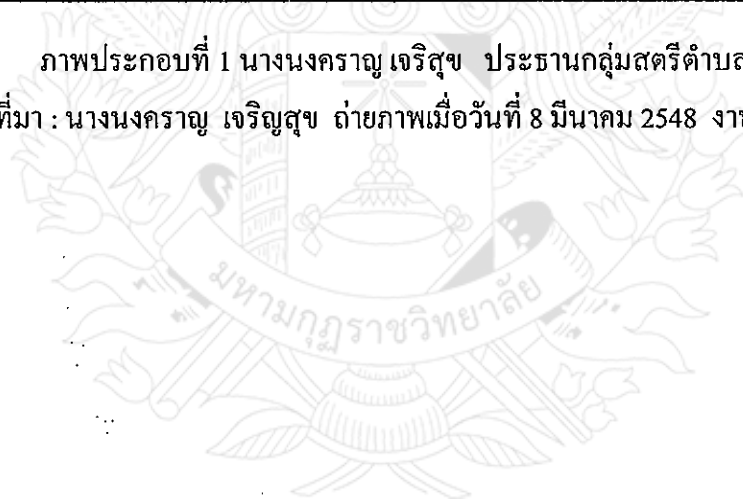 ภาพประกอบที่ 1 นางนงคราญ เจริสุข ประธานกลุ่มสตรีตำบล
ที่มา : นางนงคราญ เจริญสุข ถ่ายภาพเมื่อวันที่ 8 มีนาคม 2548 งาน
มหามกุฏราชวิทยาลัย